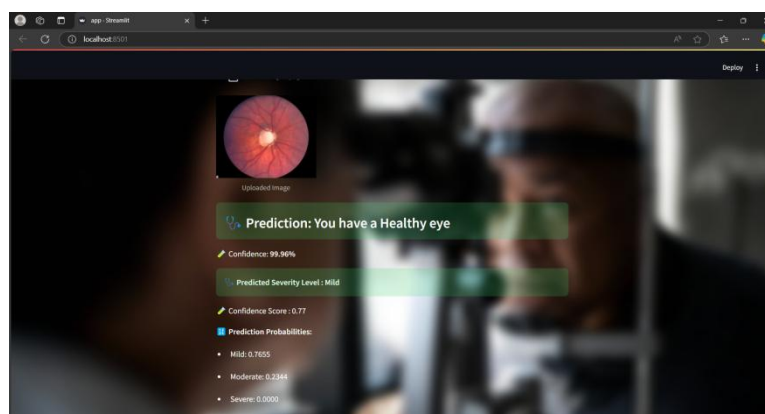 app · Streamlit
localhost:8501
Deploy
Uploaded Image
Prediction: You have a Healthy eye
Confidence: 99.96%
Predicted Severity Level : Mild
Confidence Score : 0.77
Prediction Probabilities:
Mild: 0.7655
Moderate: 0.2344
Severe: 0.0000